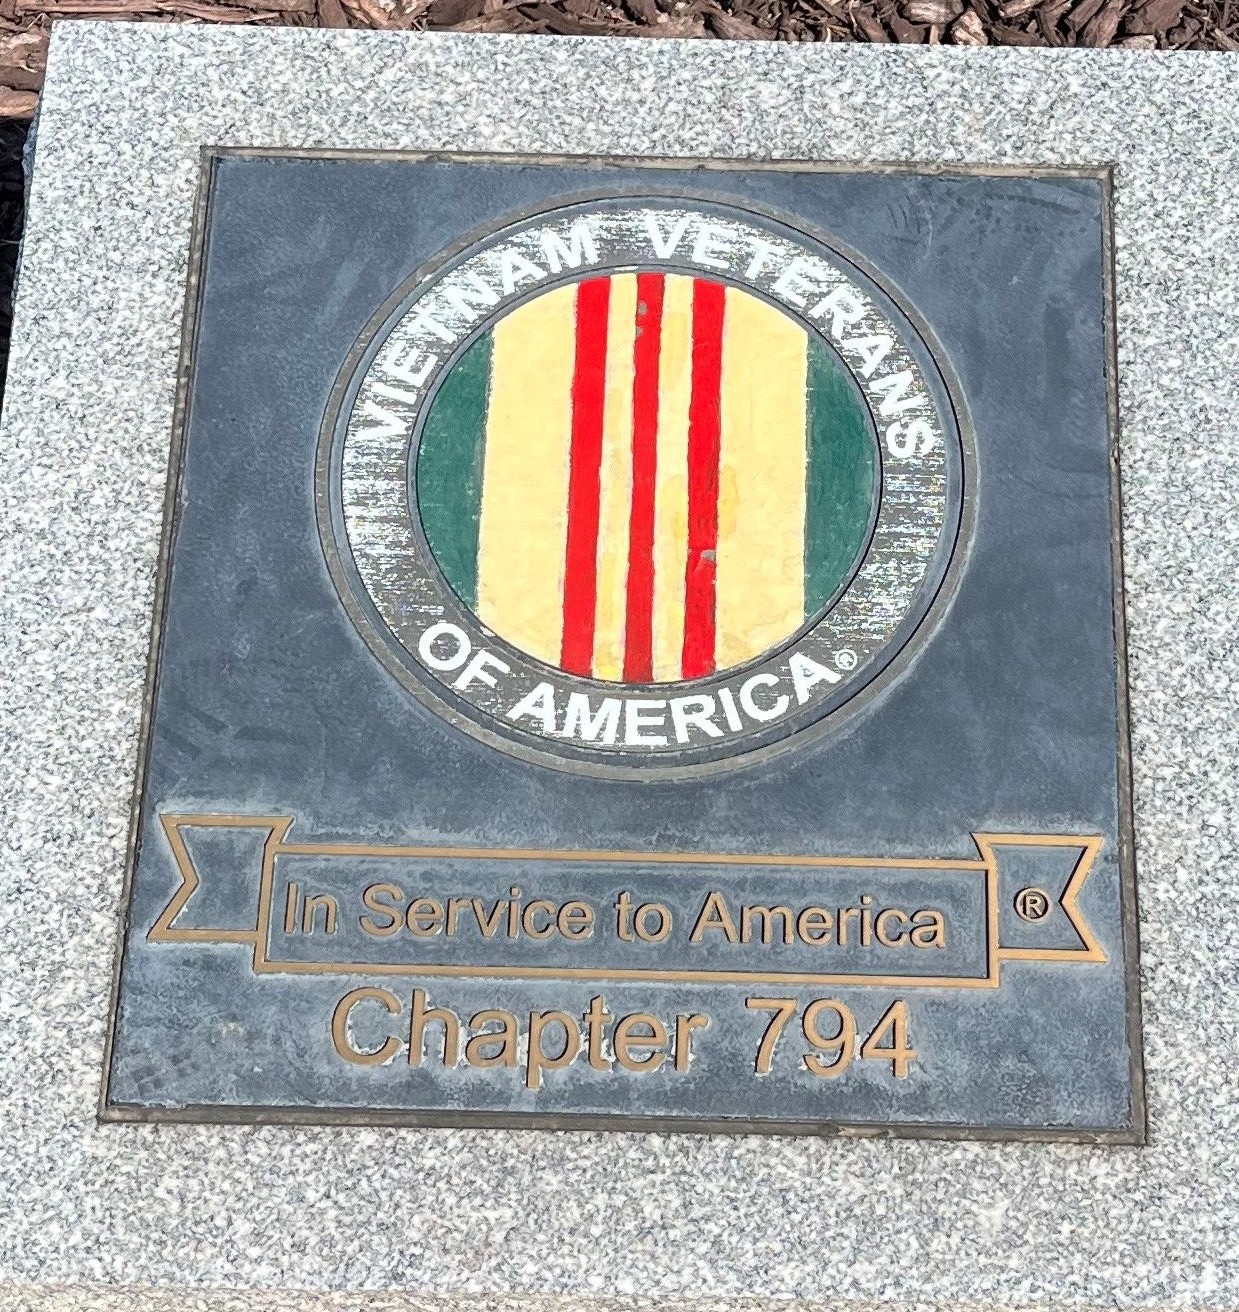 VIETNAM VETERANS
OF AMERICA®
In Service to America ®
Chapter 794